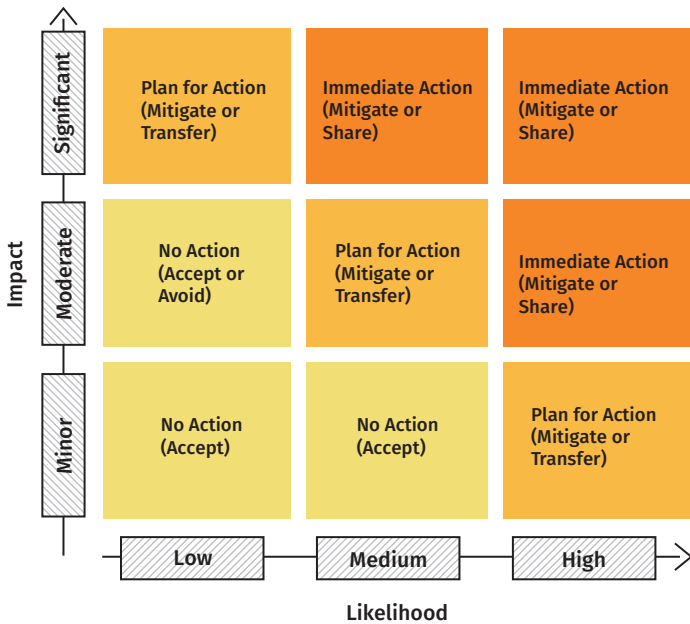 Impact
Significant
Plan for Action
(Mitigate or
Transfer)
Immediate Action
(Mitigate or
Share)
Immediate Action
(Mitigate or
Share)
Moderate
No Action
(Accept or
Avoid)
Plan for Action
(Mitigate or
Transfer)
Immediate Action
(Mitigate or
Share)
Minor
No Action
(Accept)
No Action
(Accept)
Plan for Action
(Mitigate or
Transfer)
Low
Medium
High
Likelihood